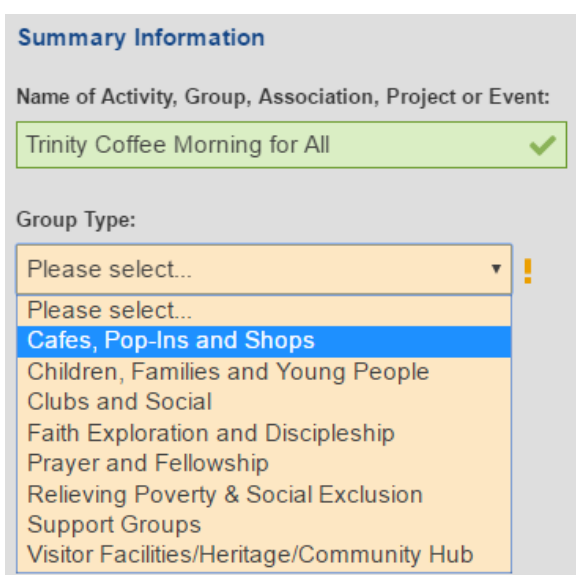 Summary Information
Name of Activity, Group, Association, Project or Event:
Trinity Coffee Morning for All
Group Type:
Please select...
Please select...
Cafes, Pop-Ins and Shops
Children, Families and Young People
Clubs and Social
Faith Exploration and Discipleship
Prayer and Fellowship
Relieving Poverty & Social Exclusion
Support Groups
Visitor Facilities/Heritage/Community Hub